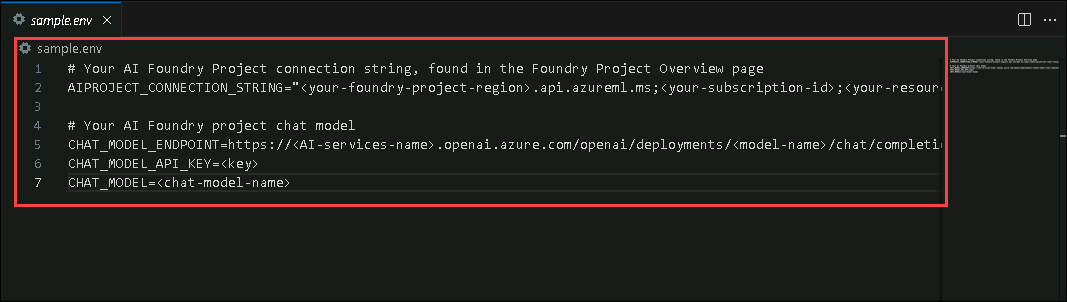 sample.env
sample.env
1 # Your AI Foundry Project connection string, found in the Foundry Project Overview page
2 AIPROJECT_CONNECTION_STRING="<your-foundry-project-region>.api.azureml.ms;<your-subscription-id>;<your-resour
3
4 # Your AI Foundry project chat model
5 CHAT_MODEL_ENDPOINT=https://<AI-services-name>.openai.azure.com/openai/deployments/<model-name>/chat/completi
6 CHAT_MODEL_API_KEY=<key>
7 CHAT_MODEL=<chat-model-name>